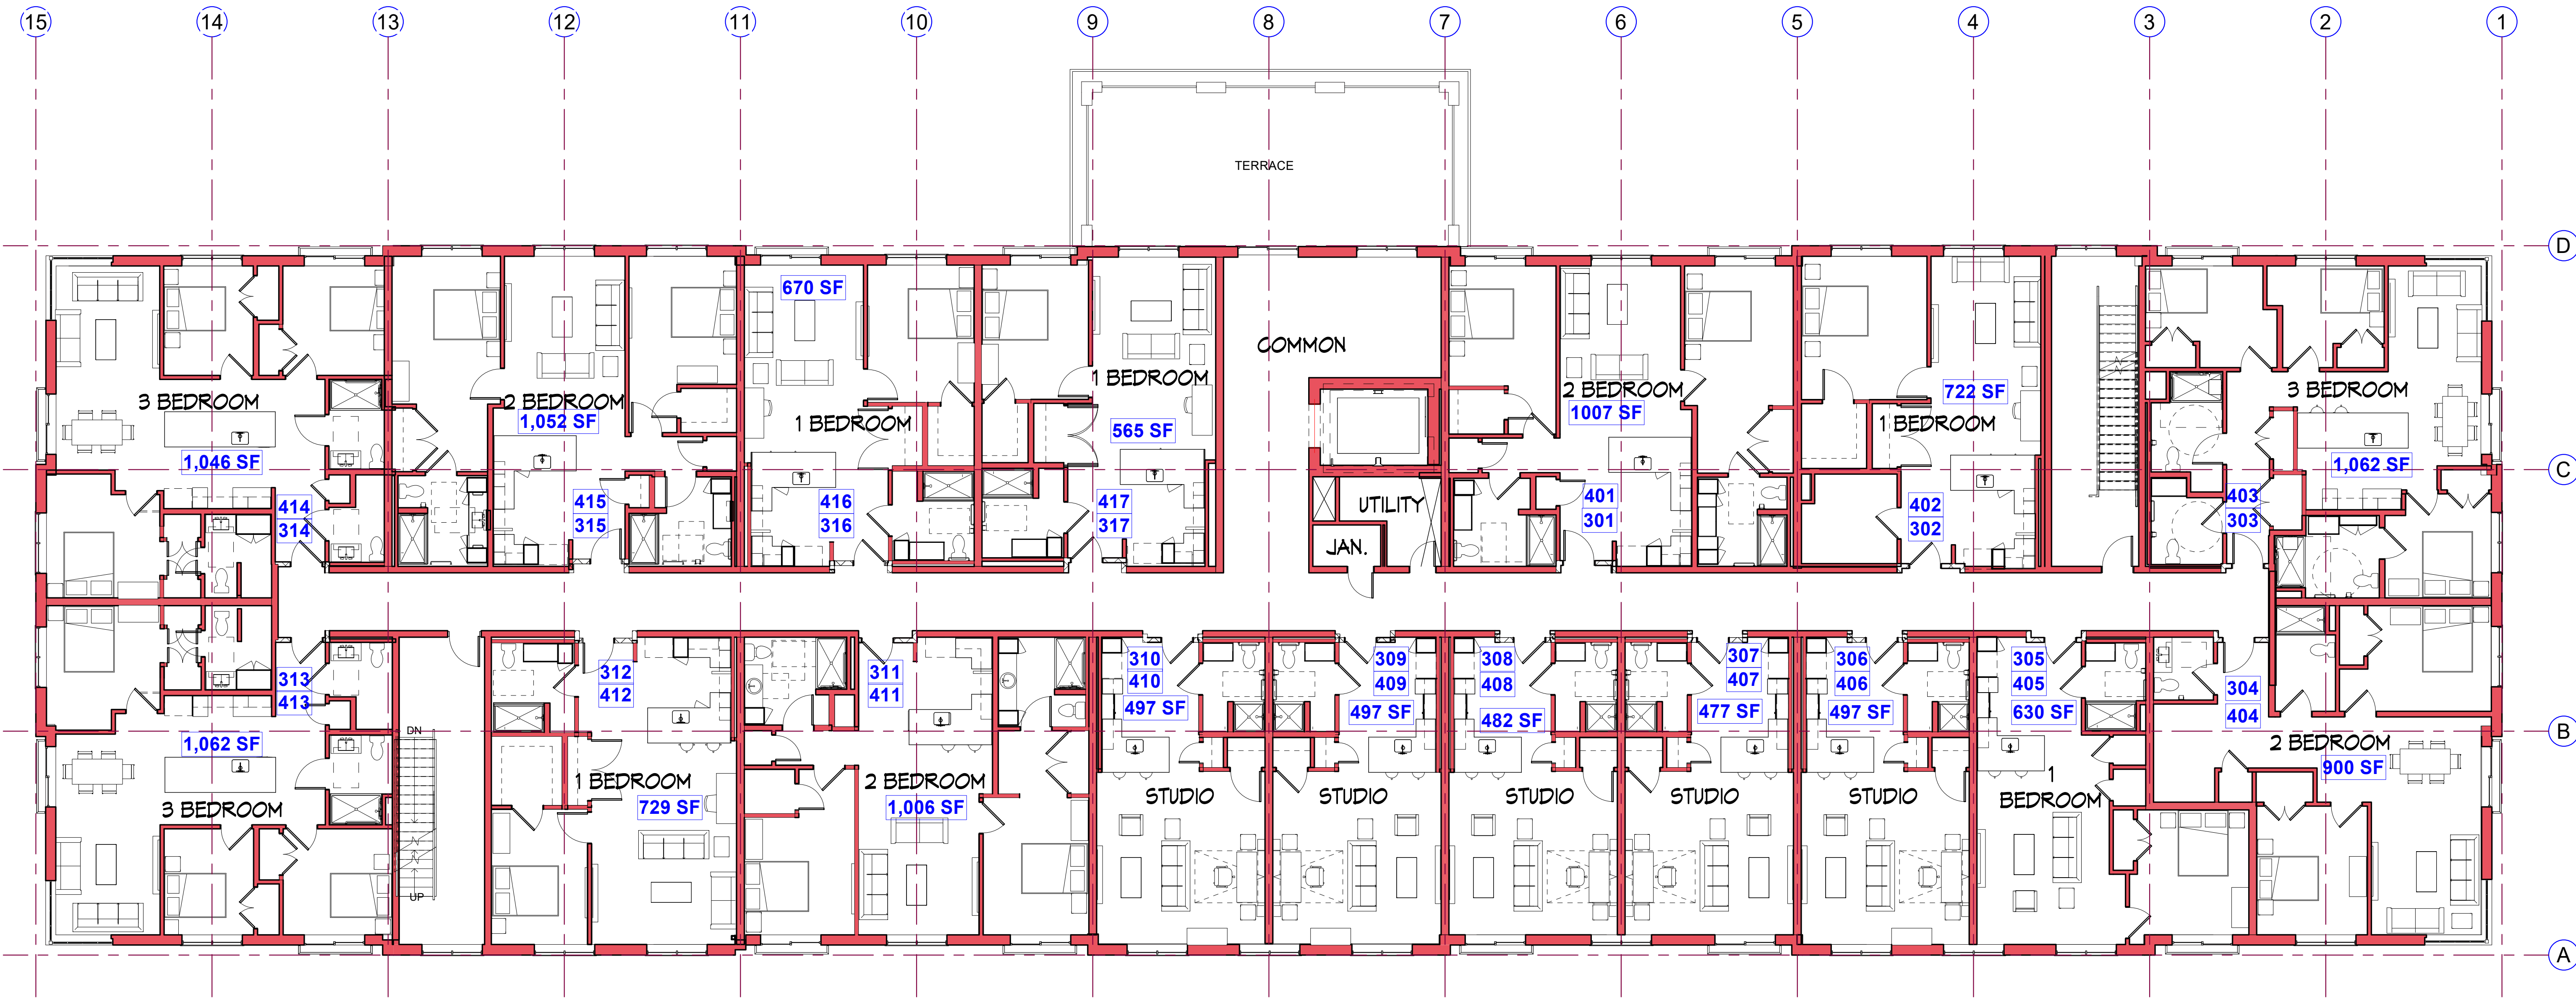 15 14 13 12 11 10 9 8 7 6 5 4 3 2 1
TERRACE
D
670 SF
COMMON
1 BEDROOM
3 BEDROOM
2 BEDROOM
1,052 SF
1 BEDROOM
565 SF
2 BEDROOM
1007 SF
722 SF
1 BEDROOM
3 BEDROOM
1,046 SF
1,062 SF
C
414
314
415
315
416
316
417
317
UTILITY
JAN.
401
301
402
302
403
303
313
413
312
412
311
411
310
410
497 SF
309
409
497 SF
308
408
482 SF
307
407
477 SF
306
406
497 SF
305
405
630 SF
304
404
DN
B
1,062 SF
3 BEDROOM
1 BEDROOM
729 SF
2 BEDROOM
1,006 SF
STUDIO
STUDIO
STUDIO
STUDIO
STUDIO
1
BEDROOM
2 BEDROOM
900 SF
UP
A